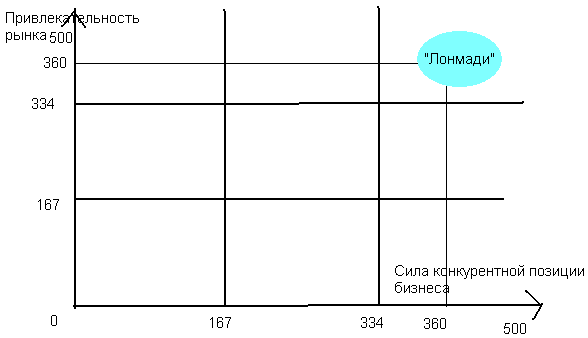 Привлекательность
рынка
500
360
"Лонмади"
334
167
Сила конкурентной позиции
бизнеса
0
167
334
360
500